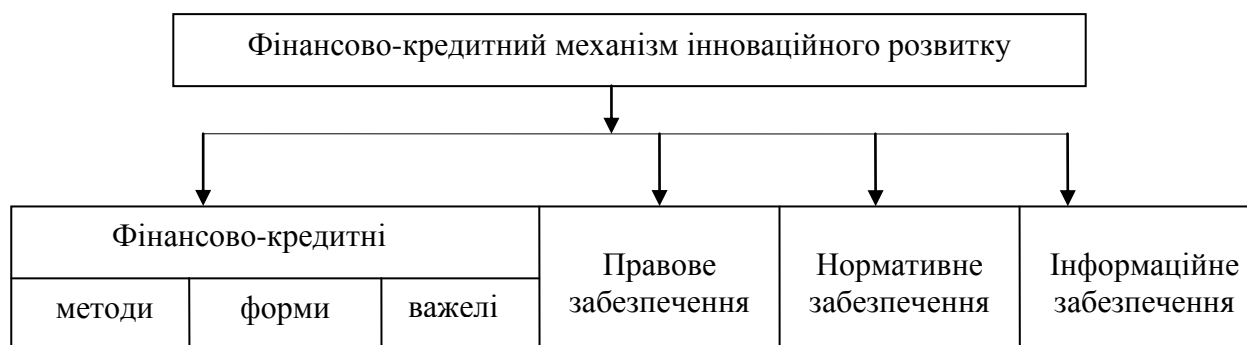 Фінансово-кредитний механізм інноваційного розвитку
Фінансово-кредитні
методи
форми
важелі
Правове
забезпечення
Нормативне
забезпечення
Інформаційне
забезпечення